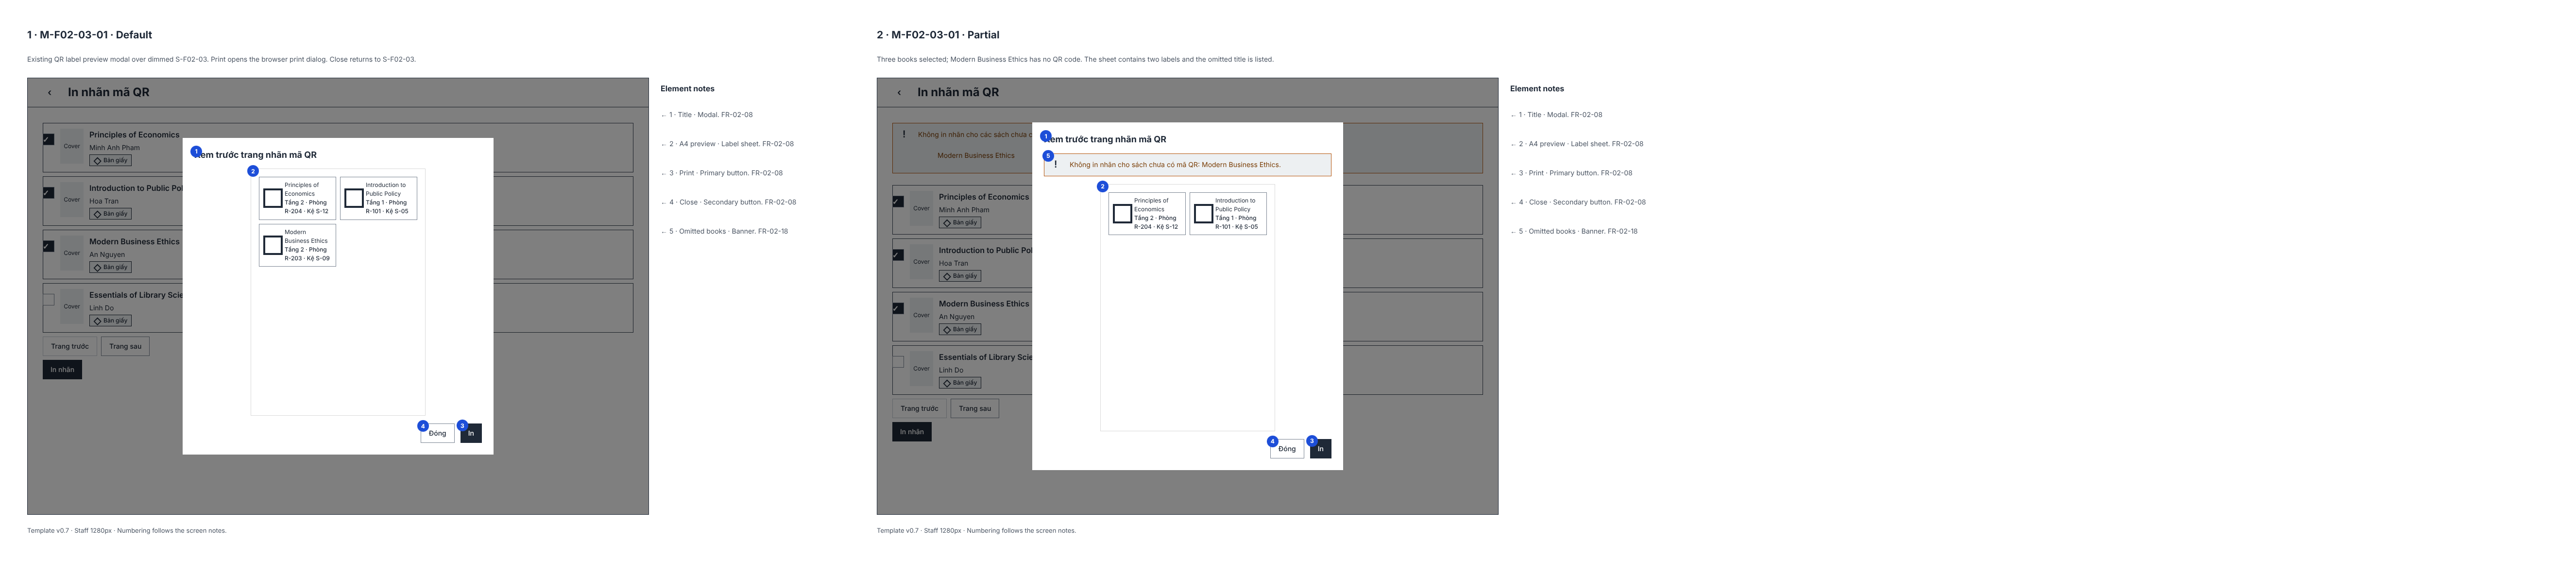 1 · M-F02-03-01 · Default
Existing QR label preview modal over dimmed S-F02-03. Print opens the browser print dialog. Close returns to S-F02-03.
‹ In nhãn mã QR
Cover
Principles of Economics
Minh Anh Pham
Bản giấy
Cover
Introduction to Public Pol
Hoa Tran
Bản giấy
Cover
Modern Business Ethics
An Nguyen
Bản giấy
Cover
Essentials of Library Scie
Linh Do
Bản giấy
Trang trước
Trang sau
In nhãn
1
em trước trang nhãn mã QR
2
Principles of
Economics
Tầng 2 · Phòng
R-204 · Kệ S-12
Introduction to
Public Policy
Tầng 1 · Phòng
R-101 · Kệ S-05
Modern
Business Ethics
Tầng 2 · Phòng
R-203 · Kệ S-09
4
Đóng
3
In
Element notes
← 1 · Title · Modal. FR-02-08
← 2 · A4 preview · Label sheet. FR-02-08
← 3 · Print · Primary button. FR-02-08
← 4 · Close · Secondary button. FR-02-08
← 5 · Omitted books · Banner. FR-02-18
Template v0.7 · Staff 1280px · Numbering follows the screen notes.
2 · M-F02-03-01 · Partial
Three books selected; Modern Business Ethics has no QR code. The sheet contains two labels and the omitted title is listed.
‹ In nhãn mã QR
! Không in nhãn cho các sách chưa c
Modern Business Ethics
Cover
Principles of Economics
Minh Anh Pham
Bản giấy
Cover
Introduction to Public Pol
Hoa Tran
Bản giấy
Cover
Modern Business Ethics
An Nguyen
Bản giấy
Cover
Essentials of Library Scie
Linh Do
Bản giấy
Trang trước
Trang sau
In nhãn
1
em trước trang nhãn mã QR
5
! Không in nhãn cho sách chưa có mã QR: Modern Business Ethics.
2
Principles of
Economics
Tầng 2 · Phòng
R-204 · Kệ S-12
Introduction to
Public Policy
Tầng 1 · Phòng
R-101 · Kệ S-05
4
Đóng
3
In
Element notes
← 1 · Title · Modal. FR-02-08
← 2 · A4 preview · Label sheet. FR-02-08
← 3 · Print · Primary button. FR-02-08
← 4 · Close · Secondary button. FR-02-08
← 5 · Omitted books · Banner. FR-02-18
Template v0.7 · Staff 1280px · Numbering follows the screen notes.